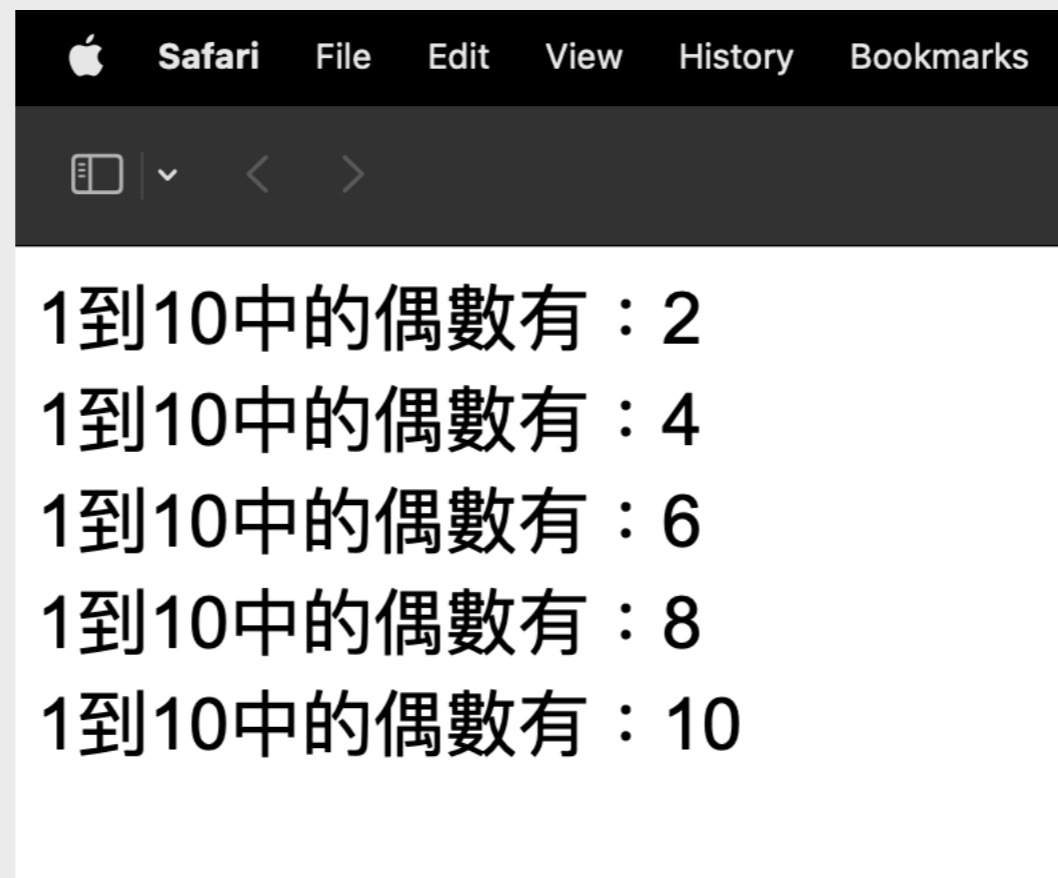 Safari File Edit View History Bookmarks
1到10中的偶數有：2
1到10中的偶數有：4
1到10中的偶數有：6
1到10中的偶數有：8
1到10中的偶數有：10